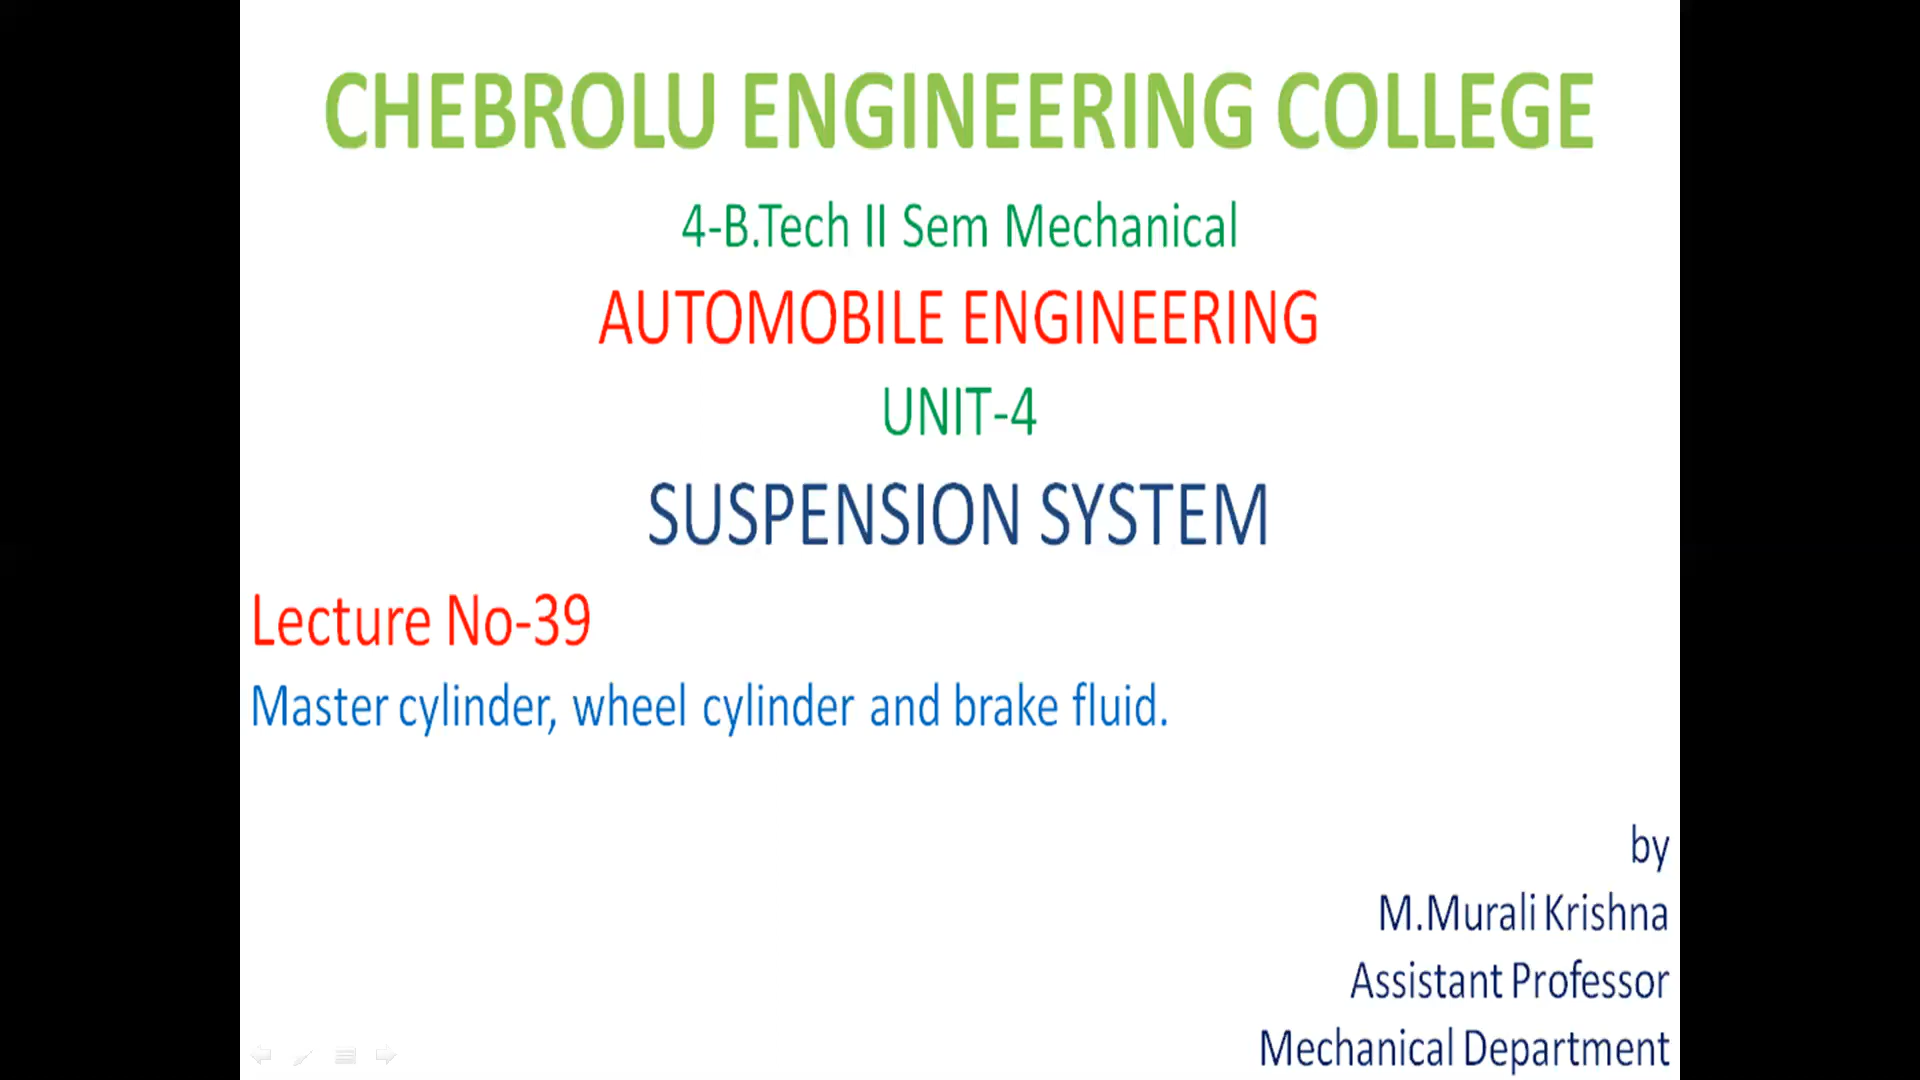 CHEBROLU ENGINEERING COLLEGE
4-B.Tech II Sem Mechanical
AUTOMOBILE ENGINEERING
UNIT-4
SUSPENSION SYSTEM
Lecture No-39
Master cylinder, wheel cylinder and brake fluid.
by
M.Murali Krishna
Assistant Professor
Mechanical Department